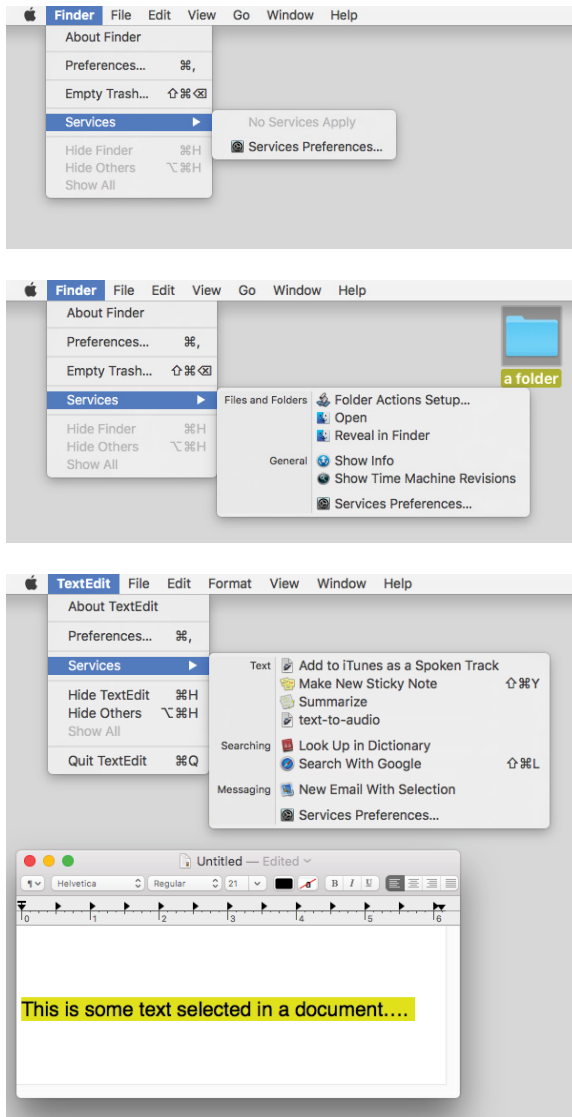 Finder File Edit View Go Window Help
About Finder
Preferences... ⌘,
Empty Trash... ⇧⌘⌫
Services ▶
No Services Apply
Hide Finder ⌘H
Services Preferences...
Hide Others ⌥⌘H
Show All
Finder File Edit View Go Window Help
About Finder
Preferences... ⌘,
Empty Trash... ⇧⌘⌫
a folder
Services ▶
Files and Folders Folder Actions Setup...
Open
Hide Finder ⌘H
Reveal in Finder
Hide Others ⌥⌘H
General Show Info
Show All
Show Time Machine Revisions
Services Preferences...
TextEdit File Edit Format View Window Help
About TextEdit
Preferences... ⌘,
Services ▶
Text Add to iTunes as a Spoken Track
Make New Sticky Note ⇧⌘Y
Hide TextEdit ⌘H
Summarize
Hide Others ⌥⌘H
text-to-audio
Show All
Searching Look Up in Dictionary
Quit TextEdit ⌘Q
Search With Google ⇧⌘L
Messaging New Email With Selection
Services Preferences...
Untitled — Edited
¶ Helvetica Regular 21 a B I U
0 1 2 3 4 5 6
This is some text selected in a document....